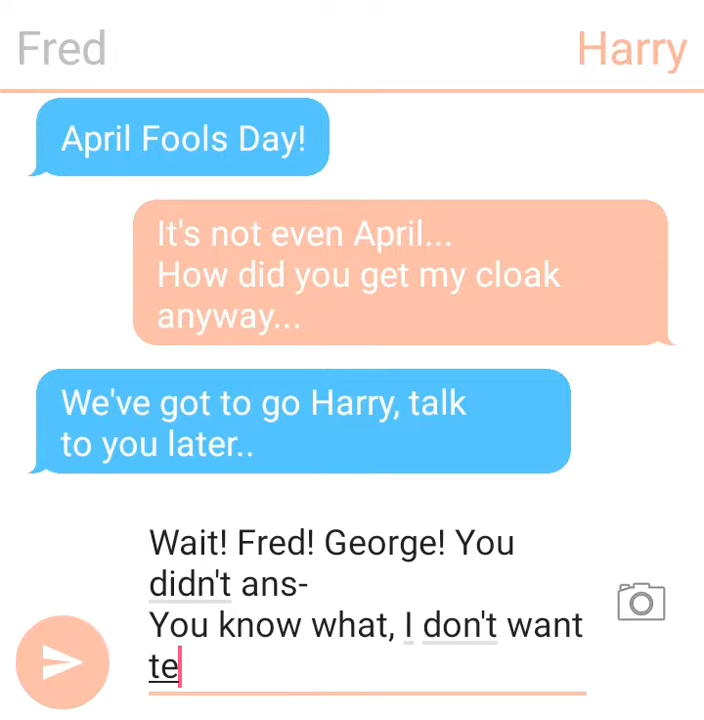 Fred
Harry
April Fools Day!
It's not even April...
How did you get my cloak
anyway...
We've got to go Harry, talk
to you later..
Wait! Fred! George! You
didn't ans-
You know what, I don't want
te